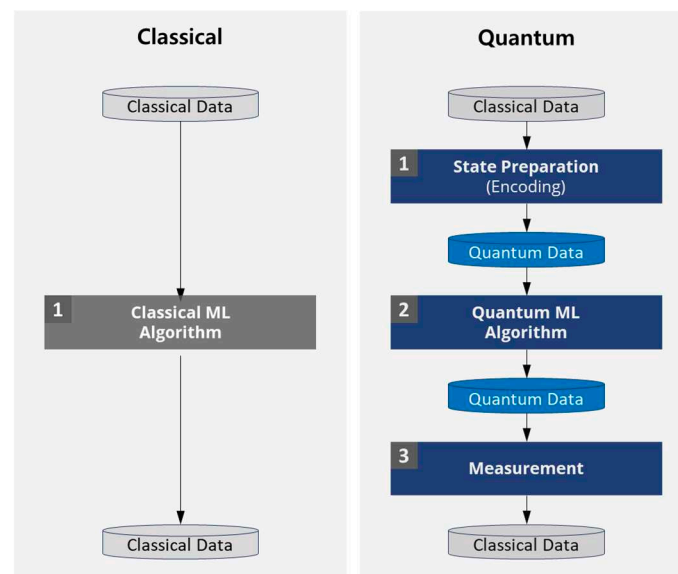 Classical
Classical Data
1
Classical ML
Algorithm
Classical Data
Quantum
Classical Data
1
State Preparation
(Encoding)
Quantum Data
2
Quantum ML
Algorithm
Quantum Data
3
Measurement
Classical Data